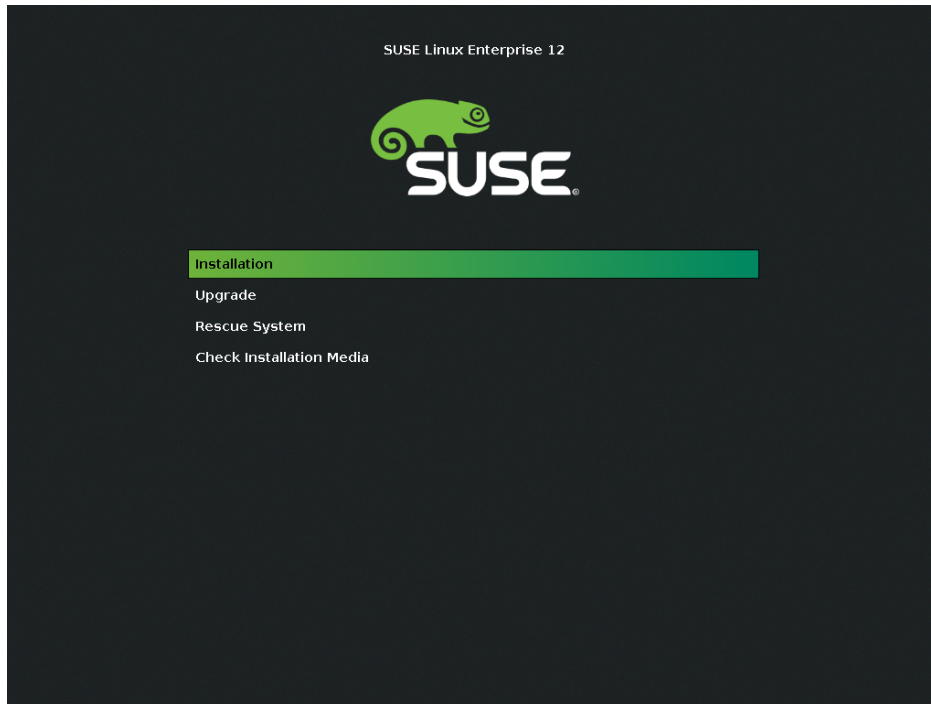 SUSE Linux Enterprise 12
SUSE®
Installation
Upgrade
Rescue System
Check Installation Media